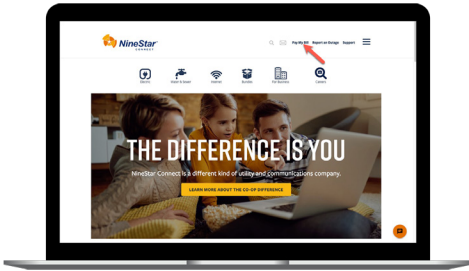 NineStar
CONNECT
Pay My Bill Report an Outage Support
Electric Water & Sewer Internet Bundles For Business Careers
THE DIFFERENCE IS YOU
NineStar Connect is a different kind of utility and communications company.
LEARN MORE ABOUT THE CO-OP DIFFERENCE